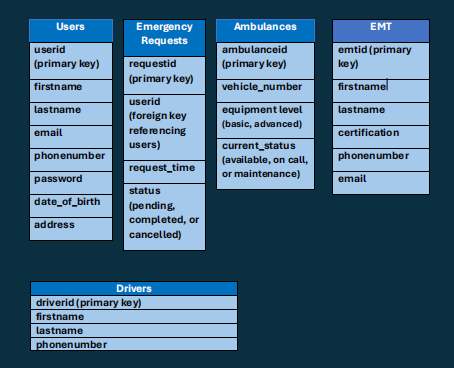 Users
userid
(primary key)
firstname
lastname
email
phonenumber
password
date_of_birth
address
Emergency
Requests
requestid
(primary key)
userid
(foreign key
referencing
users)
request_time
status
(pending,
completed, or
cancelled)
Ambulances
ambulanceid
(primary key)
vehicle_number
equipment level
(basic, advanced)
current_status
(available, on call,
or maintenance)
EMT
emtid (primary
key)
firstname
lastname
certification
phonenumber
email
Drivers
driverid (primary key)
firstname
lastname
phonenumber